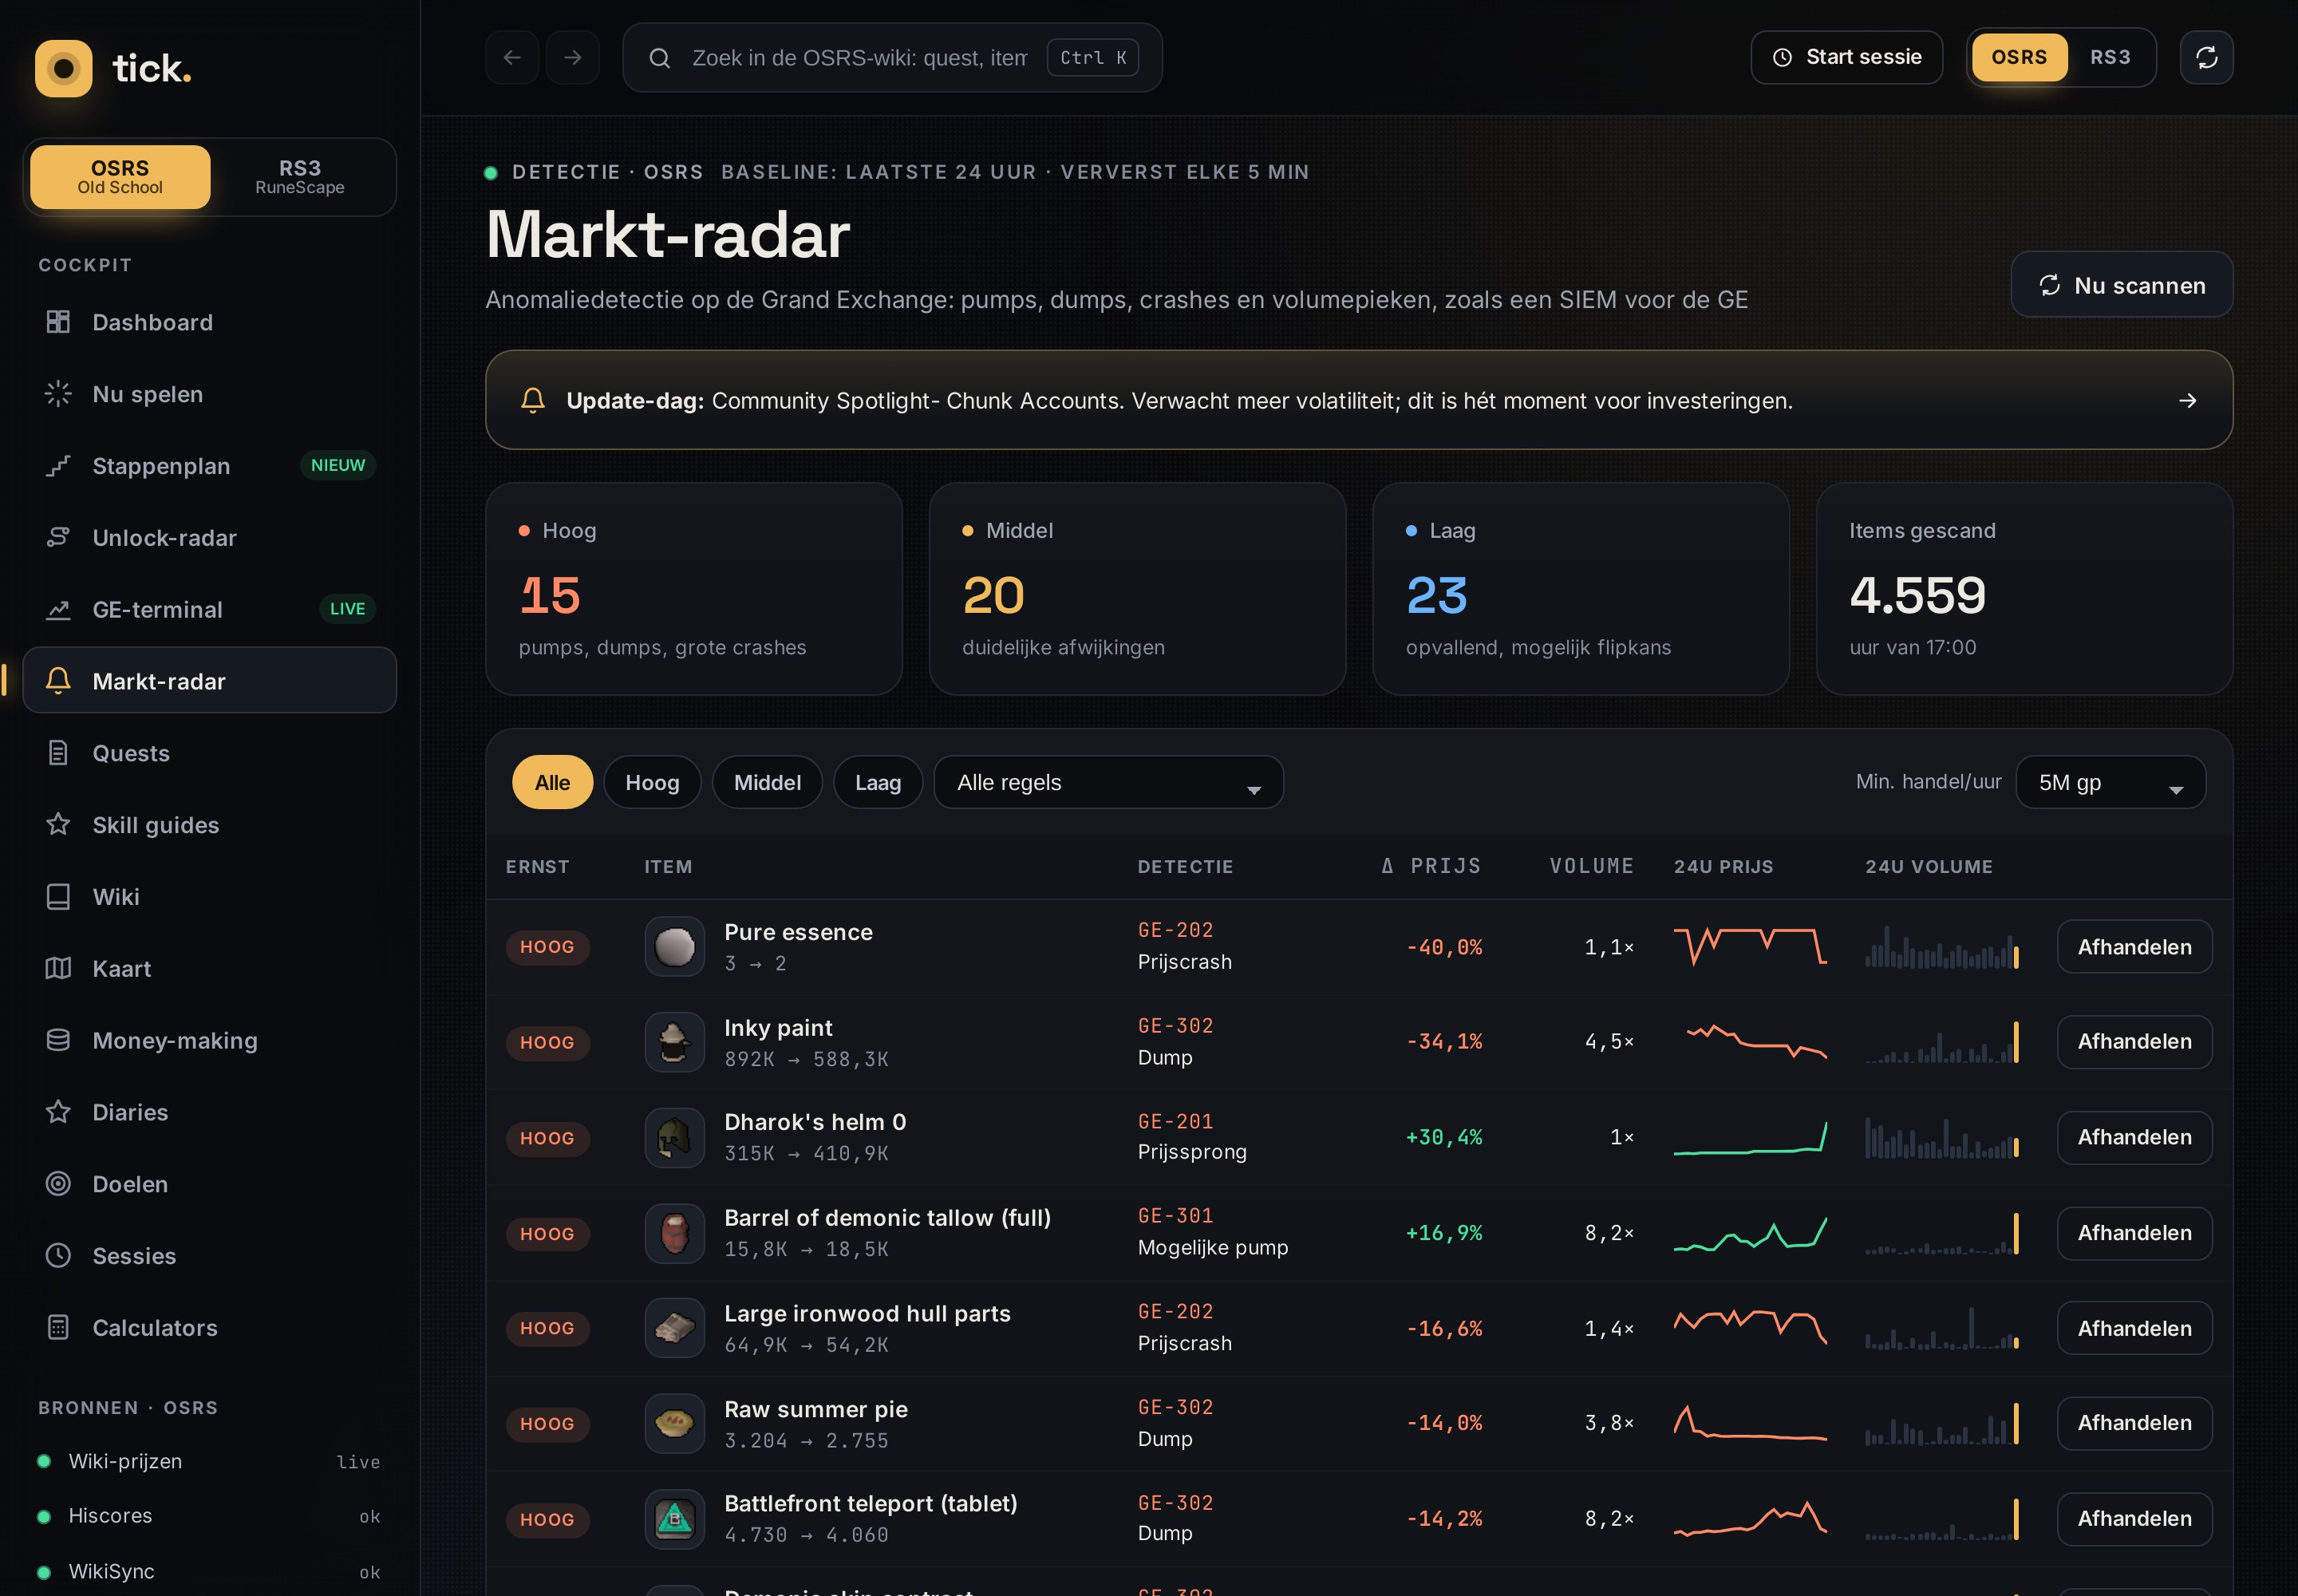 tick.
OSRS
Old School
RS3
RuneScape
COCKPIT
Dashboard
Nu spelen
Stappenplan NIEUW
Unlock-radar
GE-terminal LIVE
Markt-radar
Quests
Skill guides
Wiki
Kaart
Money-making
Diaries
Doelen
Sessies
Calculators
BRONNEN · OSRS
Wiki-prijzen live
Hiscores ok
WikiSync ok
Zoek in de OSRS-wiki: quest, item Ctrl K
Start sessie
OSRS RS3
DETECTIE · OSRS BASELINE: LAATSTE 24 UUR · VERVERST ELKE 5 MIN
Markt-radar
Anomaliedetectie op de Grand Exchange: pumps, dumps, crashes en volumepieken, zoals een SIEM voor de GE
Nu scannen
Update-dag: Community Spotlight- Chunk Accounts. Verwacht meer volatiliteit; dit is hét moment voor investeringen.
Hoog
15
pumps, dumps, grote crashes
Middel
20
duidelijke afwijkingen
Laag
23
opvallend, mogelijk flipkans
Items gescand
4.559
uur van 17:00
Alle Hoog Middel Laag Alle regels Min. handel/uur 5M gp
ERNST ITEM DETECTIE Δ PRIJS VOLUME 24U PRIJS 24U VOLUME
HOOG Pure essence GE-202 -40,0% 1,1× Afhandelen
3 → 2 Prijscrash
HOOG Inky paint GE-302 -34,1% 4,5× Afhandelen
892K → 588,3K Dump
HOOG Dharok's helm 0 GE-201 +30,4% 1× Afhandelen
315K → 410,9K Prijssprong
HOOG Barrel of demonic tallow (full) GE-301 +16,9% 8,2× Afhandelen
15,8K → 18,5K Mogelijke pump
HOOG Large ironwood hull parts GE-202 -16,6% 1,4× Afhandelen
64,9K → 54,2K Prijscrash
HOOG Raw summer pie GE-302 -14,0% 3,8× Afhandelen
3.204 → 2.755 Dump
HOOG Battlefront teleport (tablet) GE-302 -14,2% 8,2× Afhandelen
4.730 → 4.060 Dump